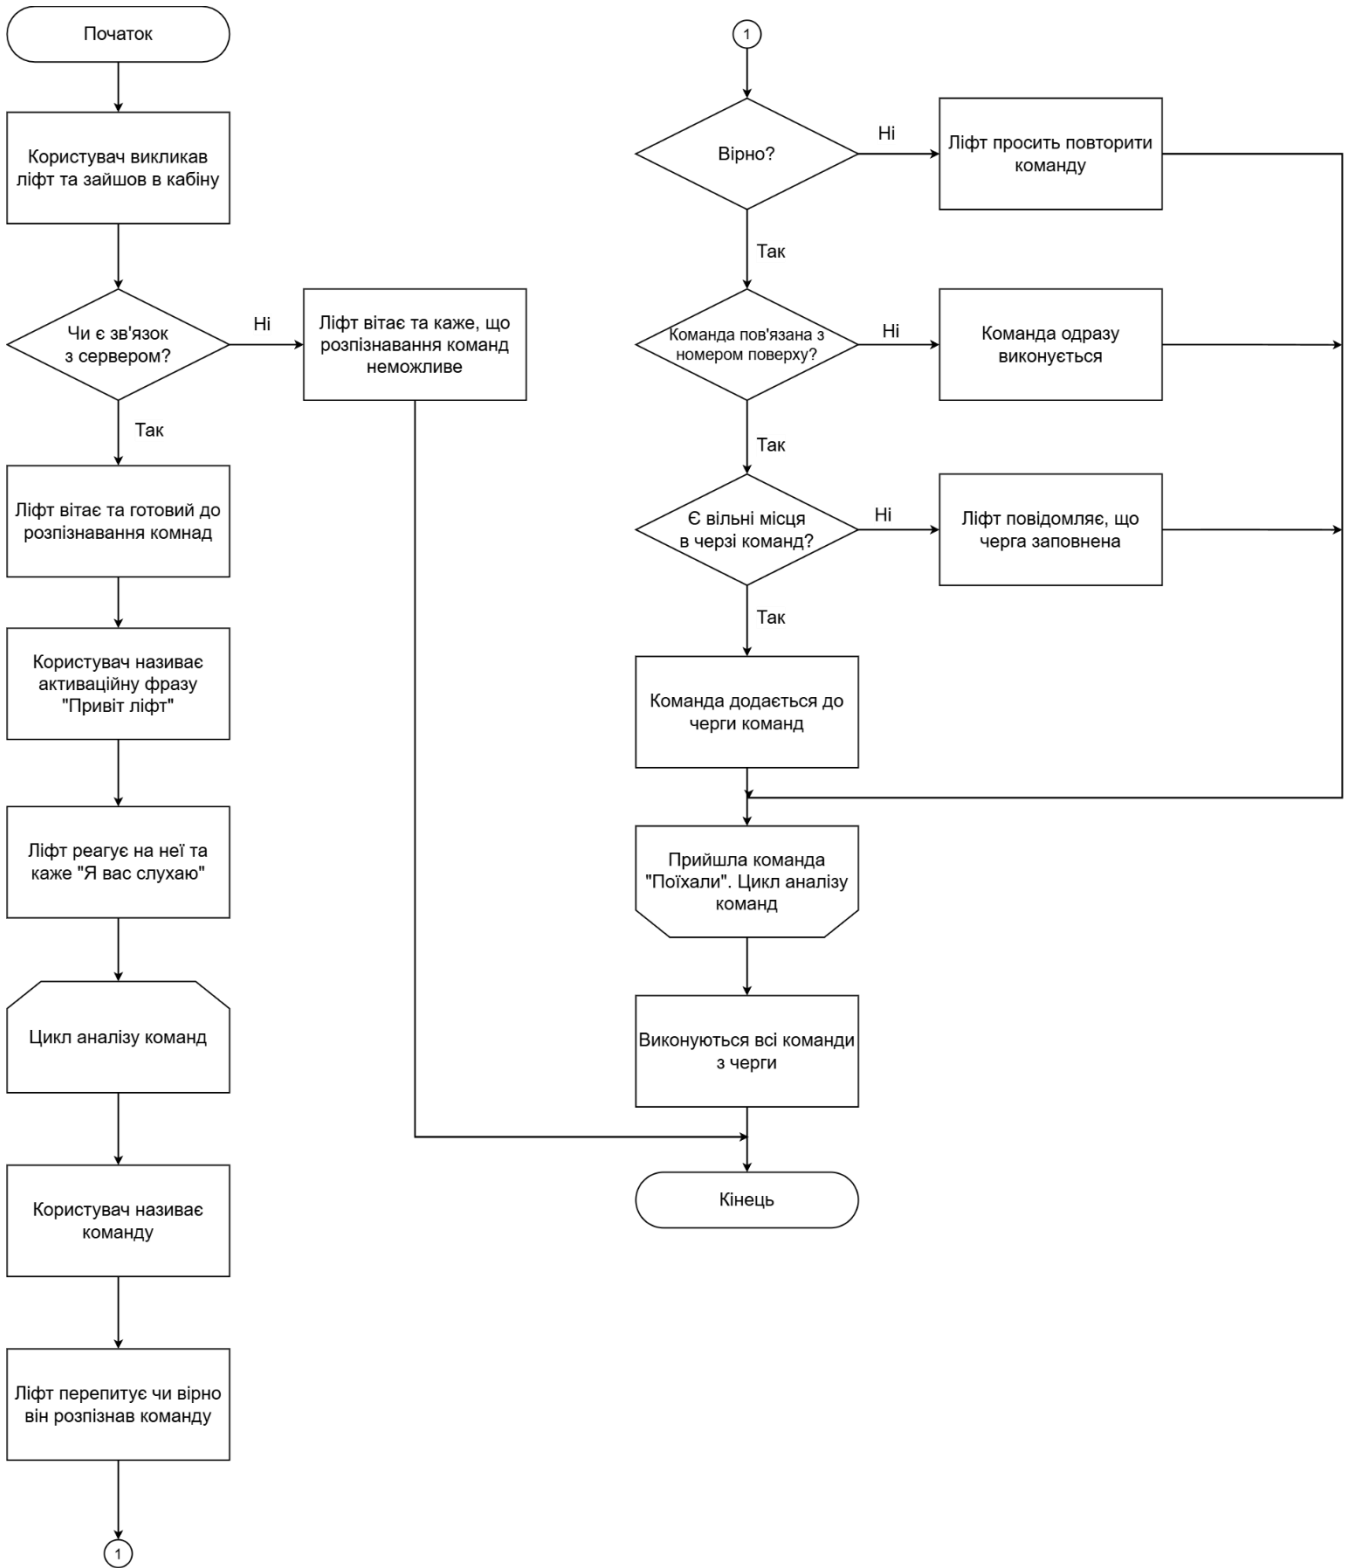 Початок
Користувач викликав
ліфт та зайшов в кабіну
Чи є зв'язок
з сервером?
Ні
Ліфт вітає та каже, що
розпізнавання команд
неможливе
Так
Ліфт вітає та готовий до
розпізнавання комнад
Користувач називає
активаційну фразу
"Привіт ліфт"
Ліфт реагує на неї та
каже "Я вас слухаю"
Цикл аналізу команд
Користувач називає
команду
Ліфт перепитує чи вірно
він розпізнав команду
1
1
Вірно?
Ні
Ліфт просить повторити
команду
Так
Команда пов'язана з
номером поверху?
Ні
Команда одразу
виконується
Так
Є вільні місця
в черзі команд?
Ні
Ліфт повідомляє, що
черга заповнена
Так
Команда додається до
черги команд
Прийшла команда
"Поїхали". Цикл аналізу
команд
Виконуються всі команди
з черги
Кінець